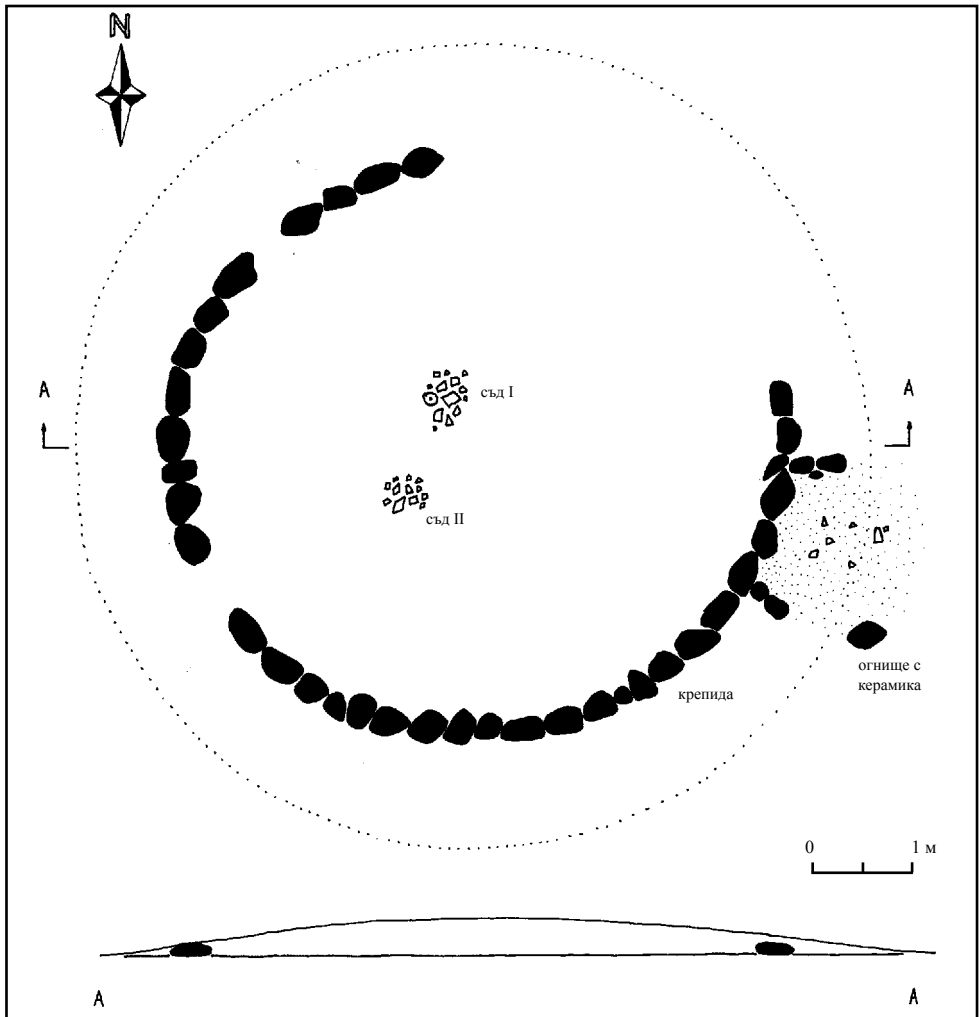 N
A
A
съд I
съд II
огнище с
керамика
крепида
0 1 м
A
A